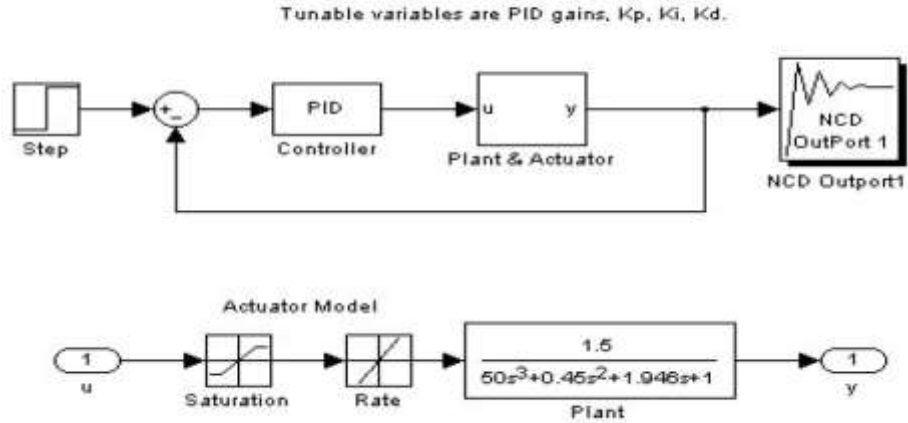 Tunable variables are PID gains, Kp, Ki, Kd.
+
−
PID
u
y
NCD
OutPort 1
Step
Controller
Plant & Actuator
NCD Outport1
Actuator Model
1
u
Saturation
Rate
1.5
50s³+0.45s²+1.946s+1
Plant
1
y